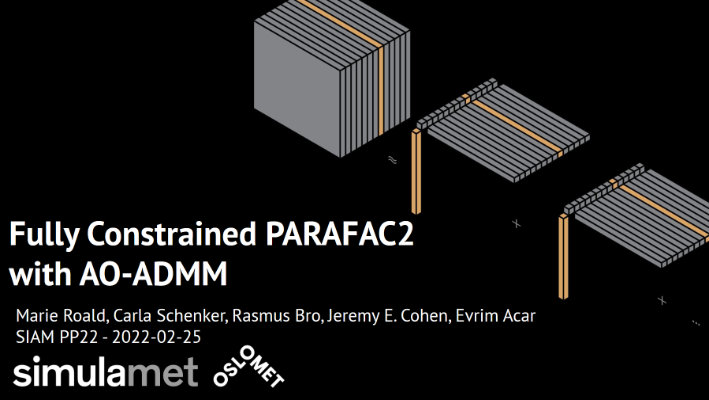 Fully Constrained PARAFAC2
with AO-ADMM
Marie Roald, Carla Schenker, Rasmus Bro, Jeremy E. Cohen, Evrim Acar
SIAM PP22 - 2022-02-25
simulamet
OSLOMET
≈
+
+
...